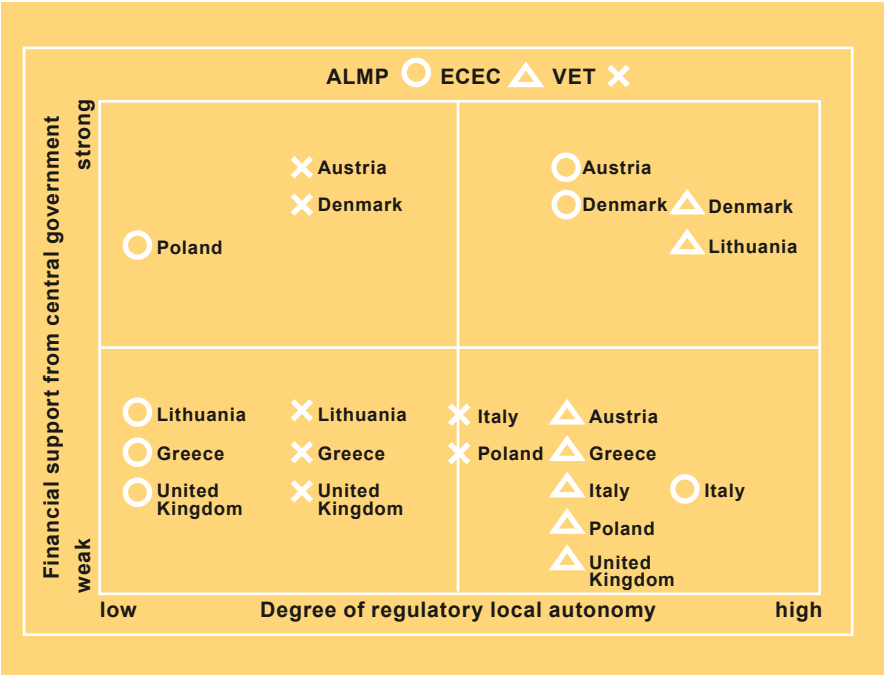 ALMP ECEC VET
Financial support from central government
strong
weak
Austria
Denmark
Poland
Austria
Denmark
Denmark
Lithuania
Lithuania
Greece
United
Kingdom
Lithuania
Greece
United
Kingdom
Italy
Poland
Austria
Greece
Italy
Poland
United
Kingdom
Italy
low
Degree of regulatory local autonomy
high